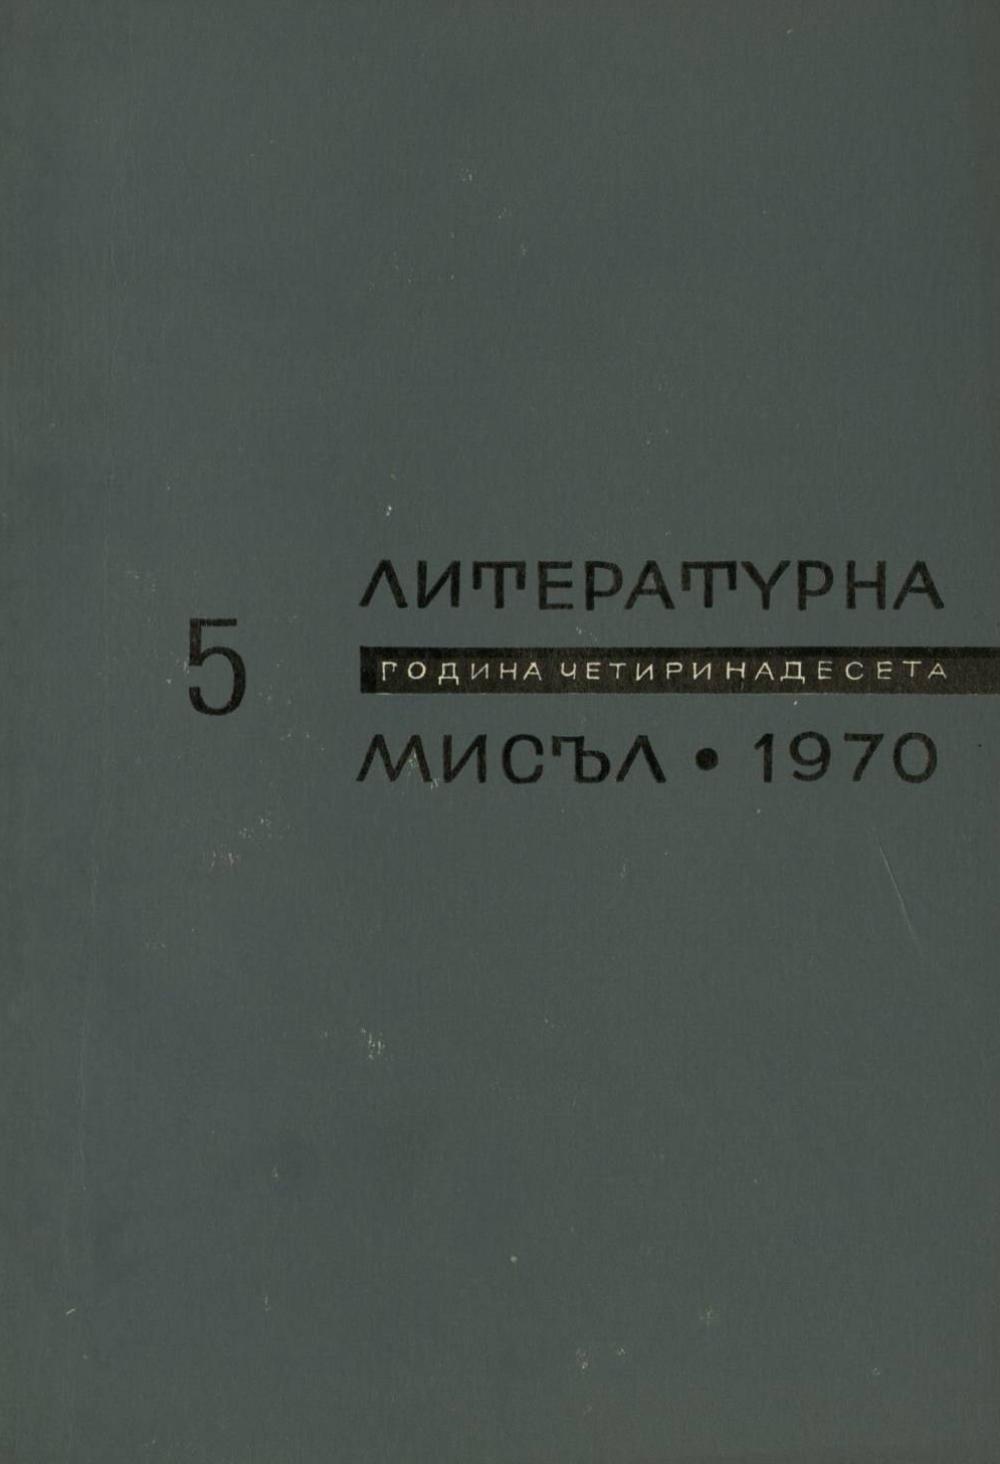 5
ЛИТЕРАТУРНА
ГОДИНА ЧЕТИРИНАДЕСЕТА
МИСЪЛ • 1970